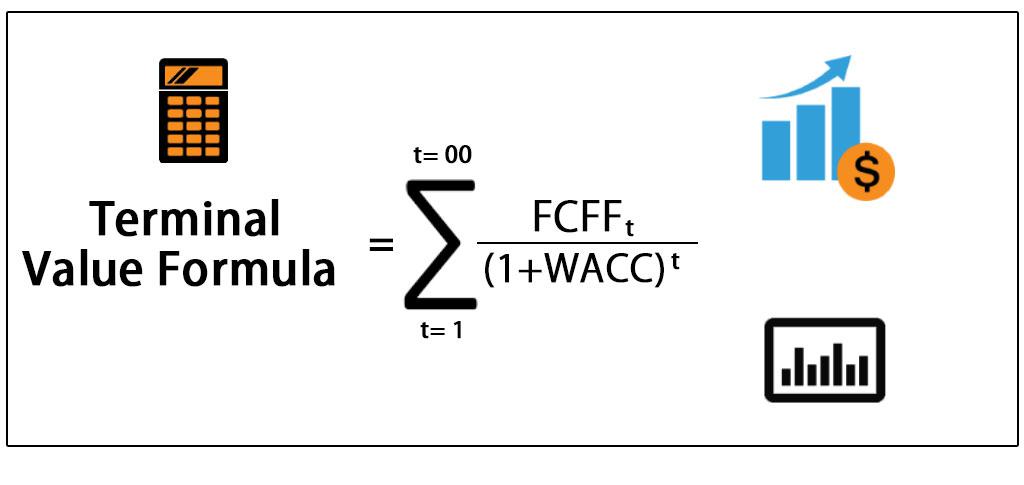 Terminal
Value Formula
=
t= 00
∑
t= 1
FCFFt
(1+WACC)t
$